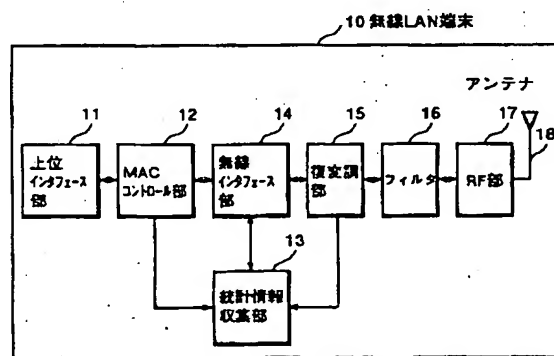 10 無線LAN端末
アンテナ
11
12
14
15
16
17
18
上位
インタフェース
部
MAC
コントロール部
無線
インタフェース
部
復変調
部
フィルタ
RF部
13
統計情報
収集部